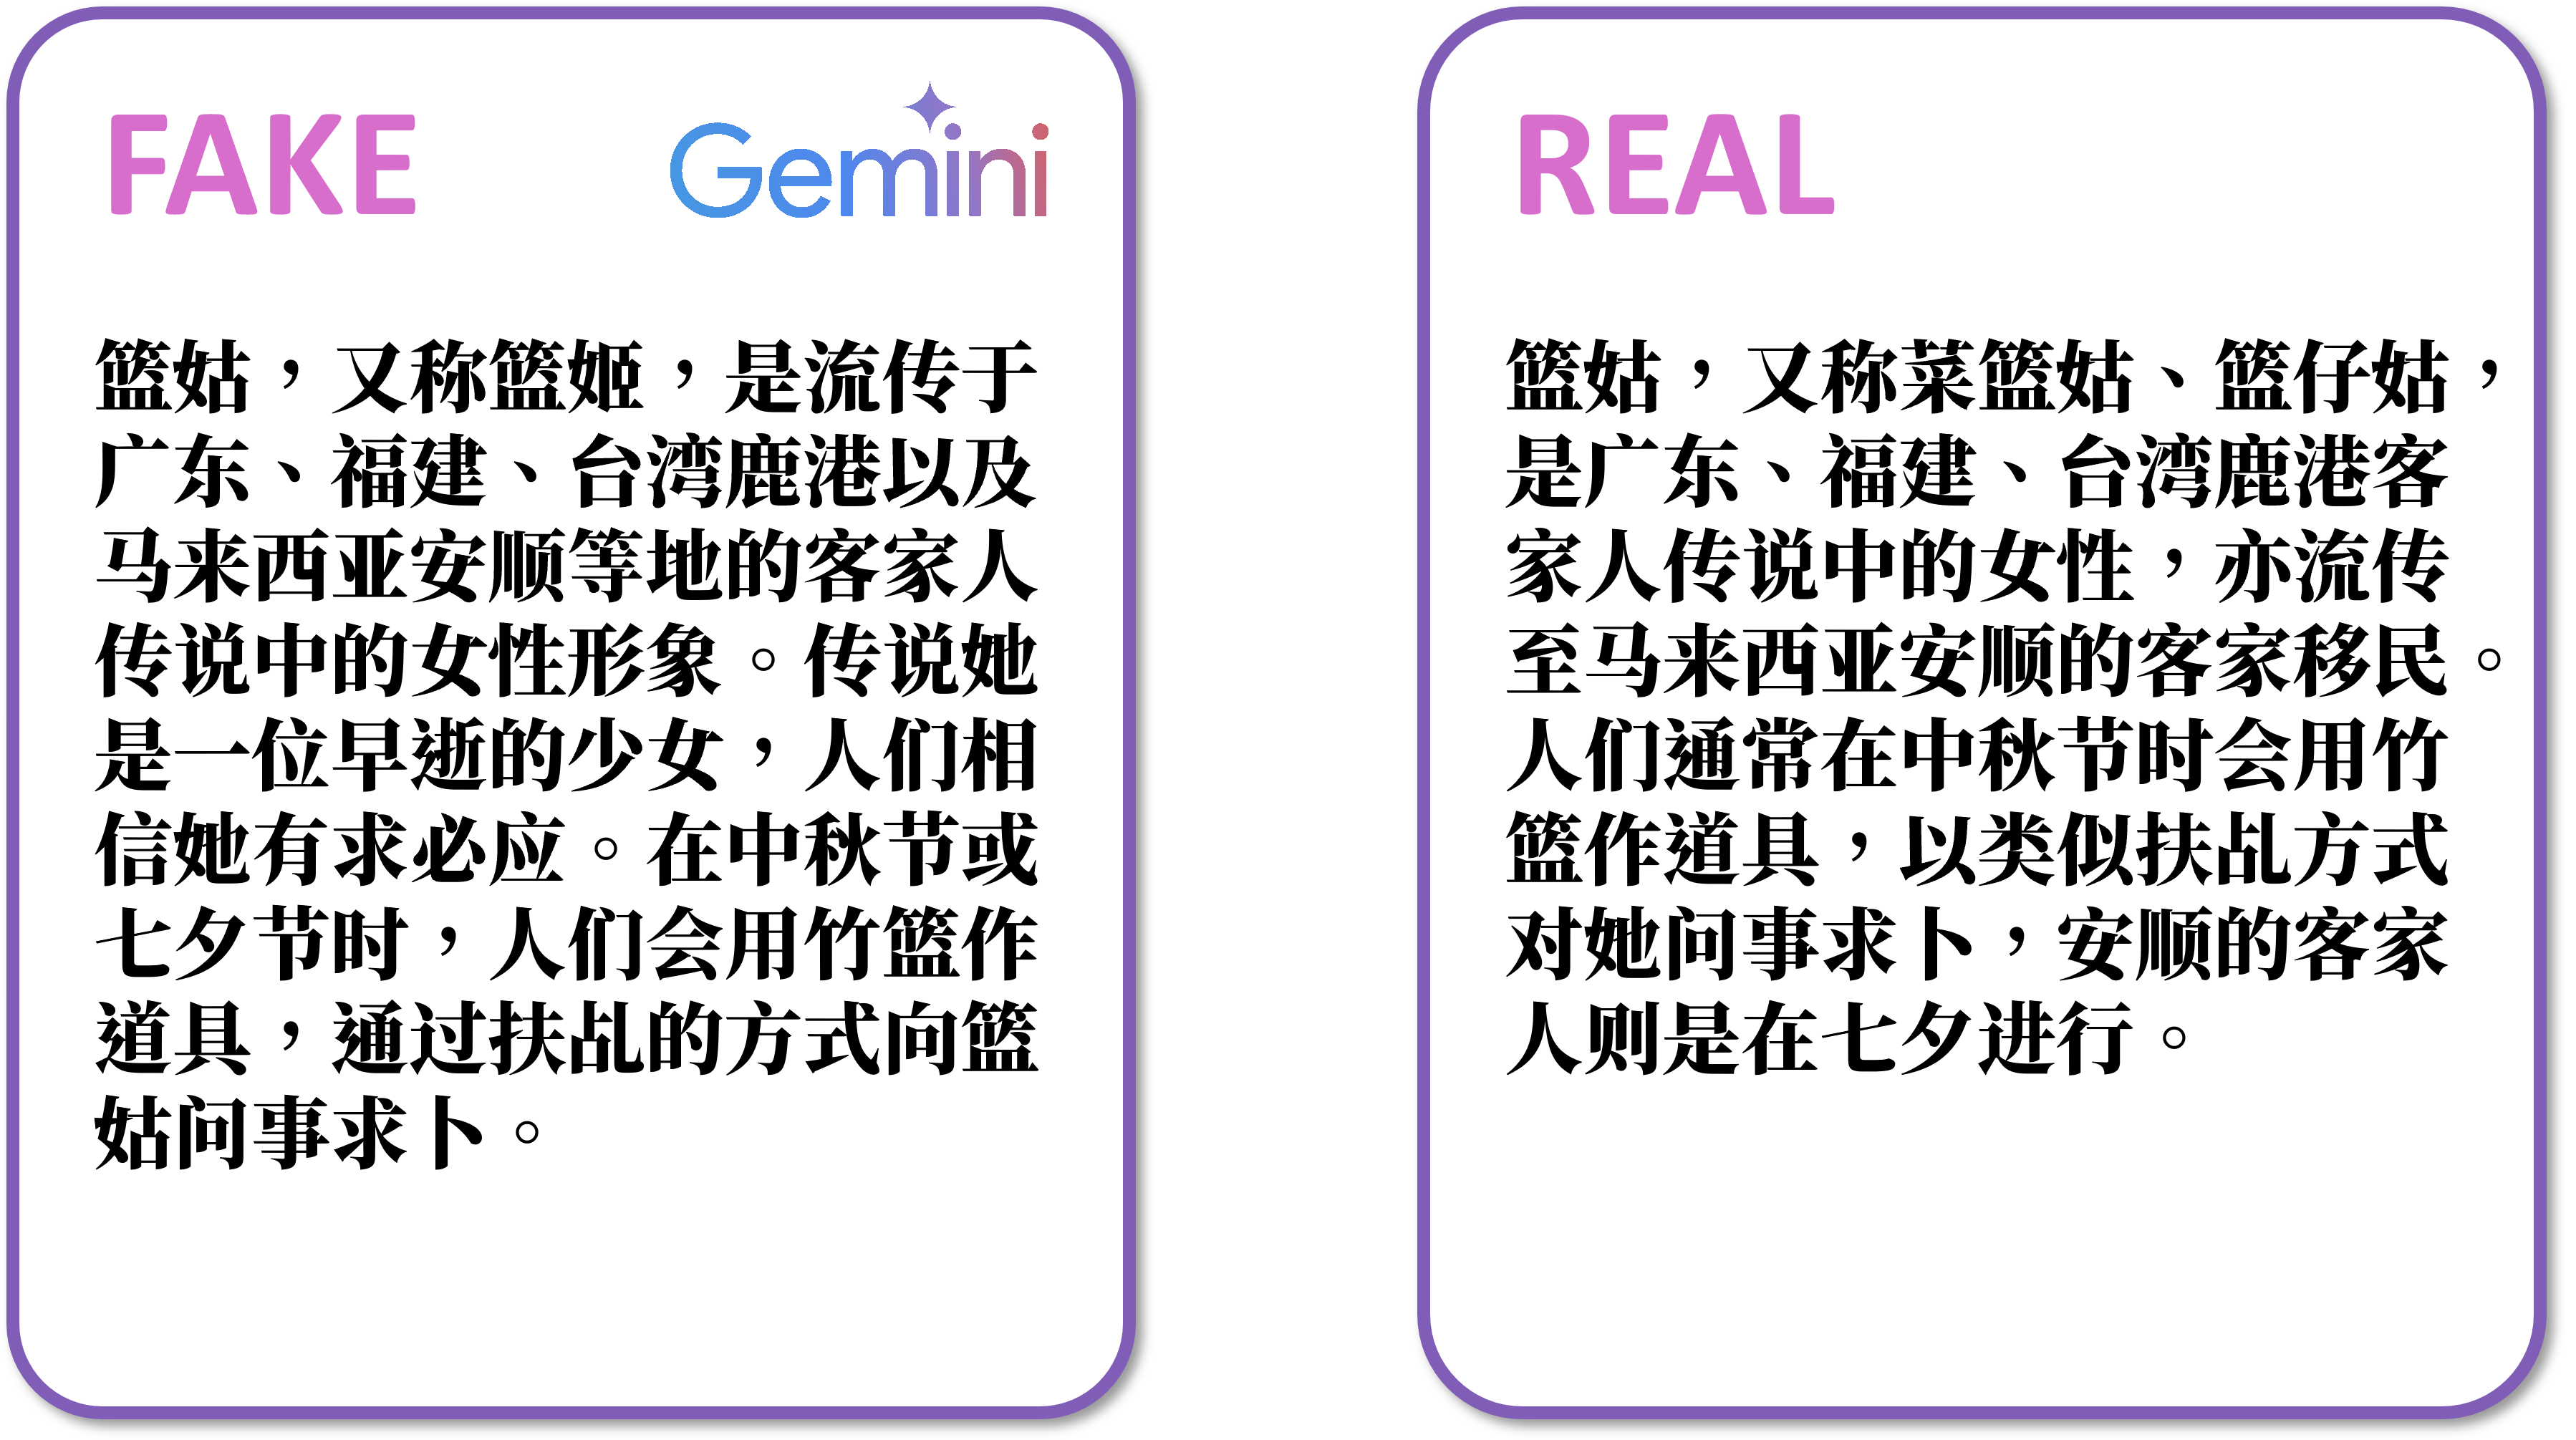 FAKE
Gemini
篮姑，又称篮姬，是流传于
广东、福建、台湾鹿港以及
马来西亚安顺等地的客家人
传说中的女性形象。传说她
是一位早逝的少女，人们相
信她有求必应。在中秋节或
七夕节时，人们会用竹篮作
道具，通过扶乩的方式向篮
姑问事求卜。
REAL
篮姑，又称菜篮姑、篮仔姑，
是广东、福建、台湾鹿港客
家人传说中的女性，亦流传
至马来西亚安顺的客家移民。
人们通常在中秋节时会用竹
篮作道具，以类似扶乩方式
对她问事求卜，安顺的客家
人则是在七夕进行。